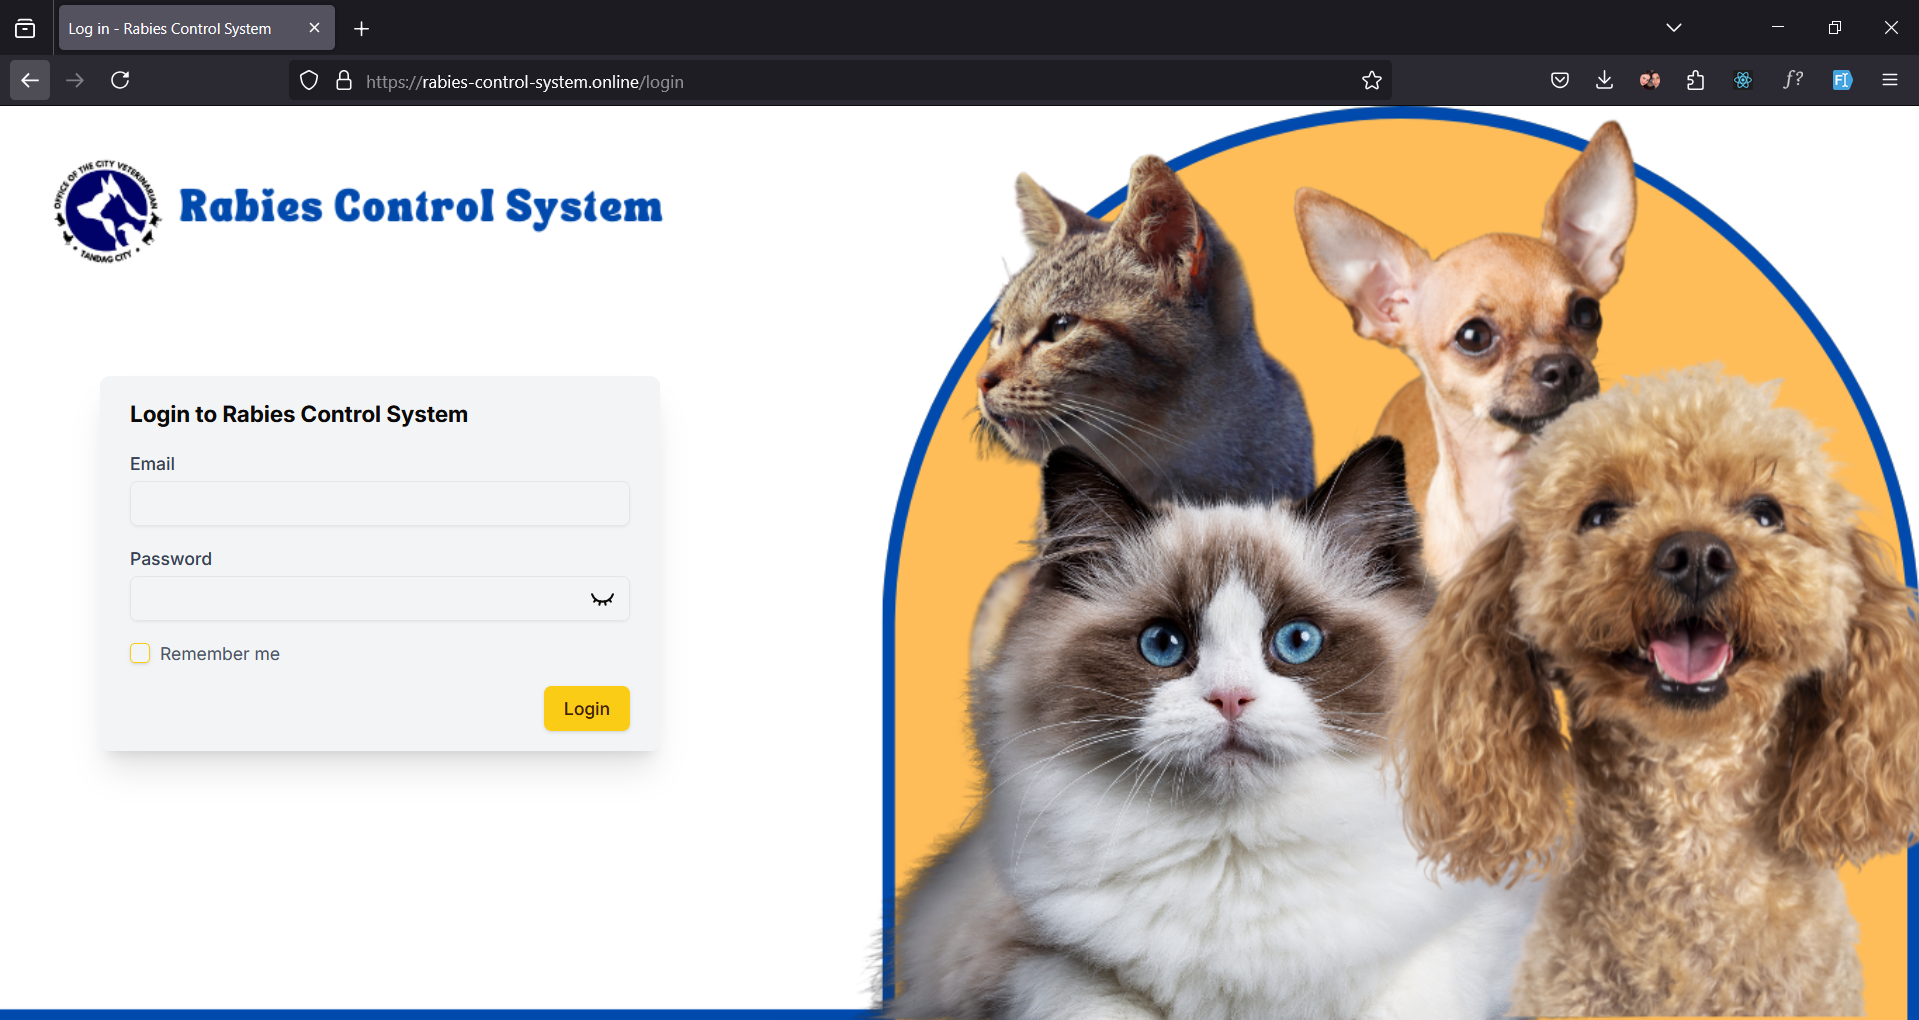 Log in - Rabies Control System
https://rabies-control-system.online/login
f?
FI
OFFICE OF THE CITY VETERINARIAN
TANDAG CITY
Rabies Control System
Login to Rabies Control System
Email
Password
Remember me
Login